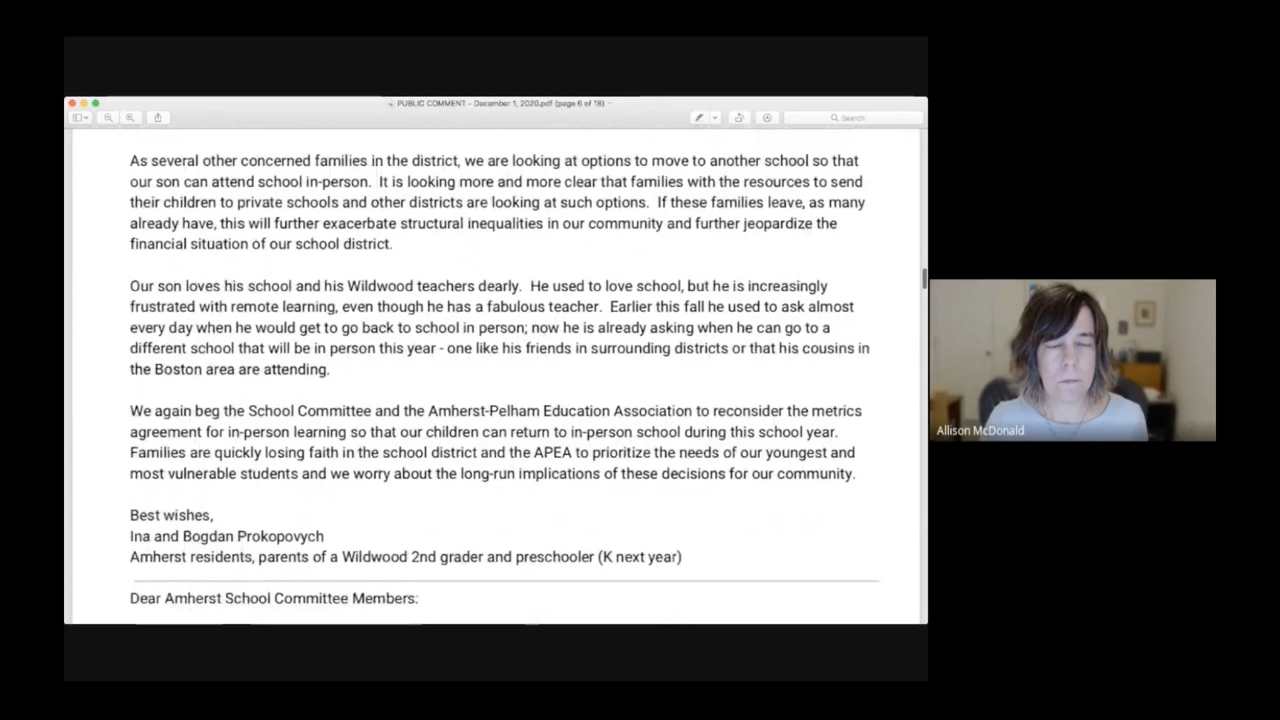 PUBLIC COMMENT - December 1, 2020.pdf (page 6 of 18)
Search
As several other concerned families in the district, we are looking at options to move to another school so that
our son can attend school in-person.  It is looking more and more clear that families with the resources to send
their children to private schools and other districts are looking at such options.  If these families leave, as many
already have, this will further exacerbate structural inequalities in our community and further jeopardize the
financial situation of our school district.
Our son loves his school and his Wildwood teachers dearly.  He used to love school, but he is increasingly
frustrated with remote learning, even though he has a fabulous teacher.  Earlier this fall he used to ask almost
every day when he would get to go back to school in person; now he is already asking when he can go to a
different school that will be in person this year - one like his friends in surrounding districts or that his cousins in
the Boston area are attending.
We again beg the School Committee and the Amherst-Pelham Education Association to reconsider the metrics
agreement for in-person learning so that our children can return to in-person school during this school year.
Families are quickly losing faith in the school district and the APEA to prioritize the needs of our youngest and
most vulnerable students and we worry about the long-run implications of these decisions for our community.
Best wishes,
Ina and Bogdan Prokopovych
Amherst residents, parents of a Wildwood 2nd grader and preschooler (K next year)
Dear Amherst School Committee Members:
Allison McDonald